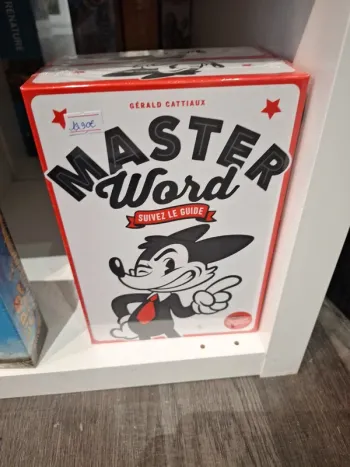 GÉRALD CATTIAUX
MASTER
Word
SUIVEZ LE GUIDE